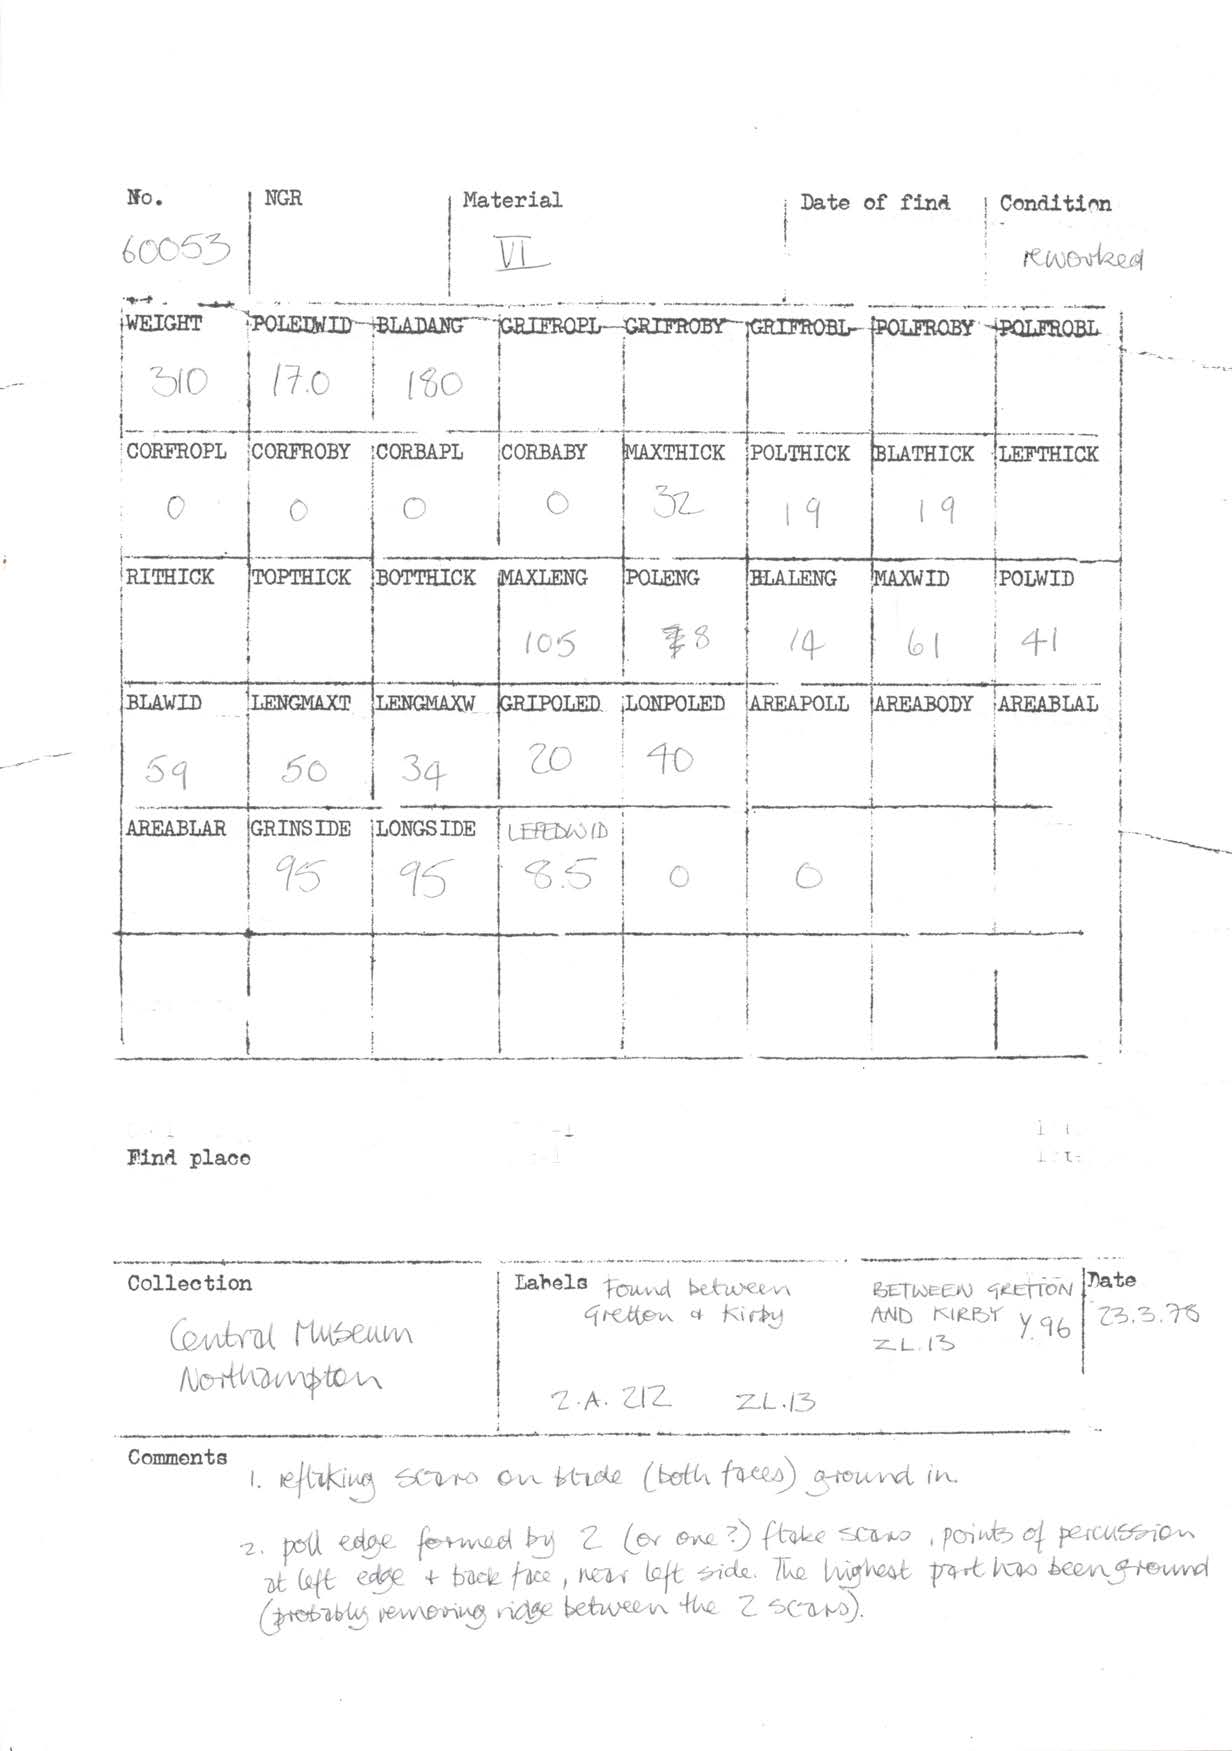 No. NGR Material Date of find Condition
60053 VI reworked
WEIGHT POLEDWID BLADANG GRIFROPL GRIFROBY GRIFROBL POLFROBY POLFROBL
310 17.0 180
CORFROPL CORFROBY CORBAPL CORBABY MAXTHICK POLTHICK BLATHICK LEFTHICK
0 0 0 0 32 19 19
RITHICK TOPTHICK BOTTHICK MAXLENG POLENG BLALENG MAXWID POLWID
105 8 14 61 41
BLAWID LENGMAXT LENGMAXW GRIPOLED LONPOLED AREAPOLL AREABODY AREABLAL
59 50 34 20 40
AREABLAR GRINSIDE LONGSIDE LEFEDWID
95 95 8.5 0 0
Find place
Collection
Central Museum
Northampton
Labels Found between
Gretton & Kirby
BETWEEN GRETTON
AND KIRBY Y.96
ZL.13
2.A. 212 ZL.13
Date
23.3.78
Comments
1. reflaking scars on blade (both faces) ground in.
2. poll edge formed by 2 (or one?) flake scars, points of percussion
at left edge + back face, near left side. The highest part has been ground
(probably removing ridge between the 2 scars).